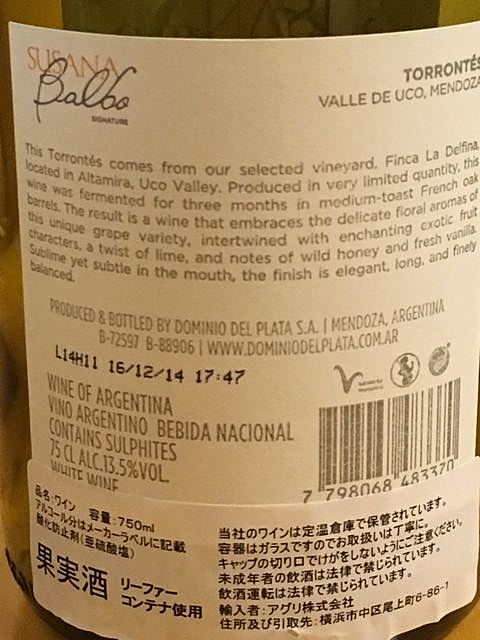 SUSANA
Balbo
SIGNATURE
TORRONTÉS
VALLE DE UCO, MENDOZA
This Torrontés comes from our selected vineyard, Finca La Delfina,
located in Altamira, Uco Valley. Produced in very limited quantity, this
wine was fermented for three months in medium-toast French oak
barrels. The result is a wine that embraces the delicate floral aromas of
this unique grape variety, intertwined with enchanting exotic fruit
characters, a twist of lime, and notes of wild honey and fresh vanilla.
Sublime yet subtle in the mouth, the finish is elegant, long, and finely
balanced.
PRODUCED & BOTTLED BY DOMINIO DEL PLATA S.A. | MENDOZA, ARGENTINA
B-72597 B-88906 | WWW.DOMINIODELPLATA.COM.AR
L14H11 16/12/14 17:47
WINE OF ARGENTINA
VINO ARGENTINO BEBIDA NACIONAL
CONTAINS SULPHITES
75 CL ALC.13.5%VOL.
WHITE WINE
7 798068 483370
品名:ワイン 容量:750ml
アルコール分はメーカーラベルに記載
酸化防止剤(亜硫酸塩)
果実酒 リーファー
コンテナ使用
当社のワインは定温倉庫で保管されています。
容器はガラスですのでお取扱いは丁寧に。
キャップの切り口でけがをしないようにご注意ください。
未成年者の飲酒は法律で禁じられています。
飲酒運転は法律で禁じられています。
輸入者:アグリ株式会社
住所及び引取先:横浜市中区尾上町6-86-1